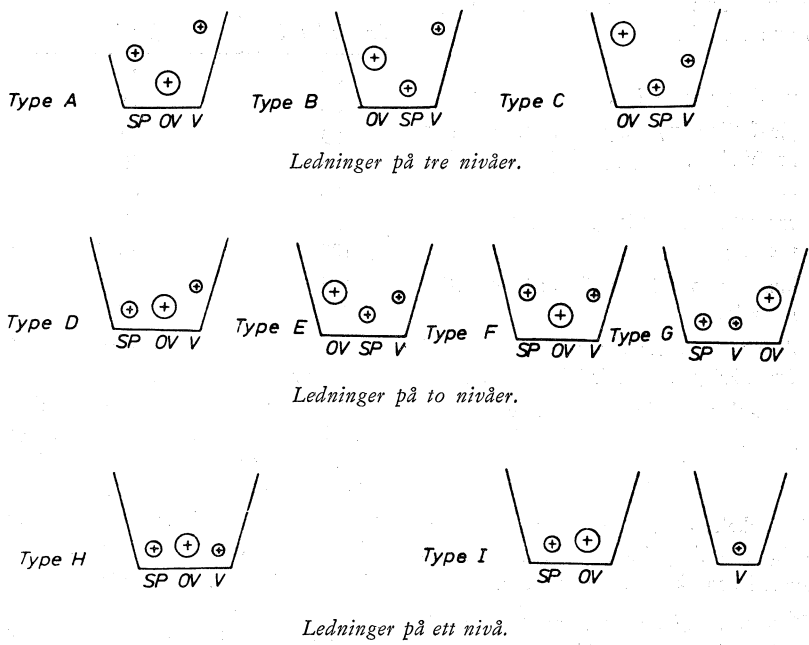 Type A SP OV V Type B OV SP V Type C OV SP V
Ledninger på tre nivåer.
Type D SP OV V Type E OV SP V Type F SP OV V Type G SP V OV
Ledninger på to nivåer.
Type H SP OV V Type I SP OV V
Ledninger på ett nivå.